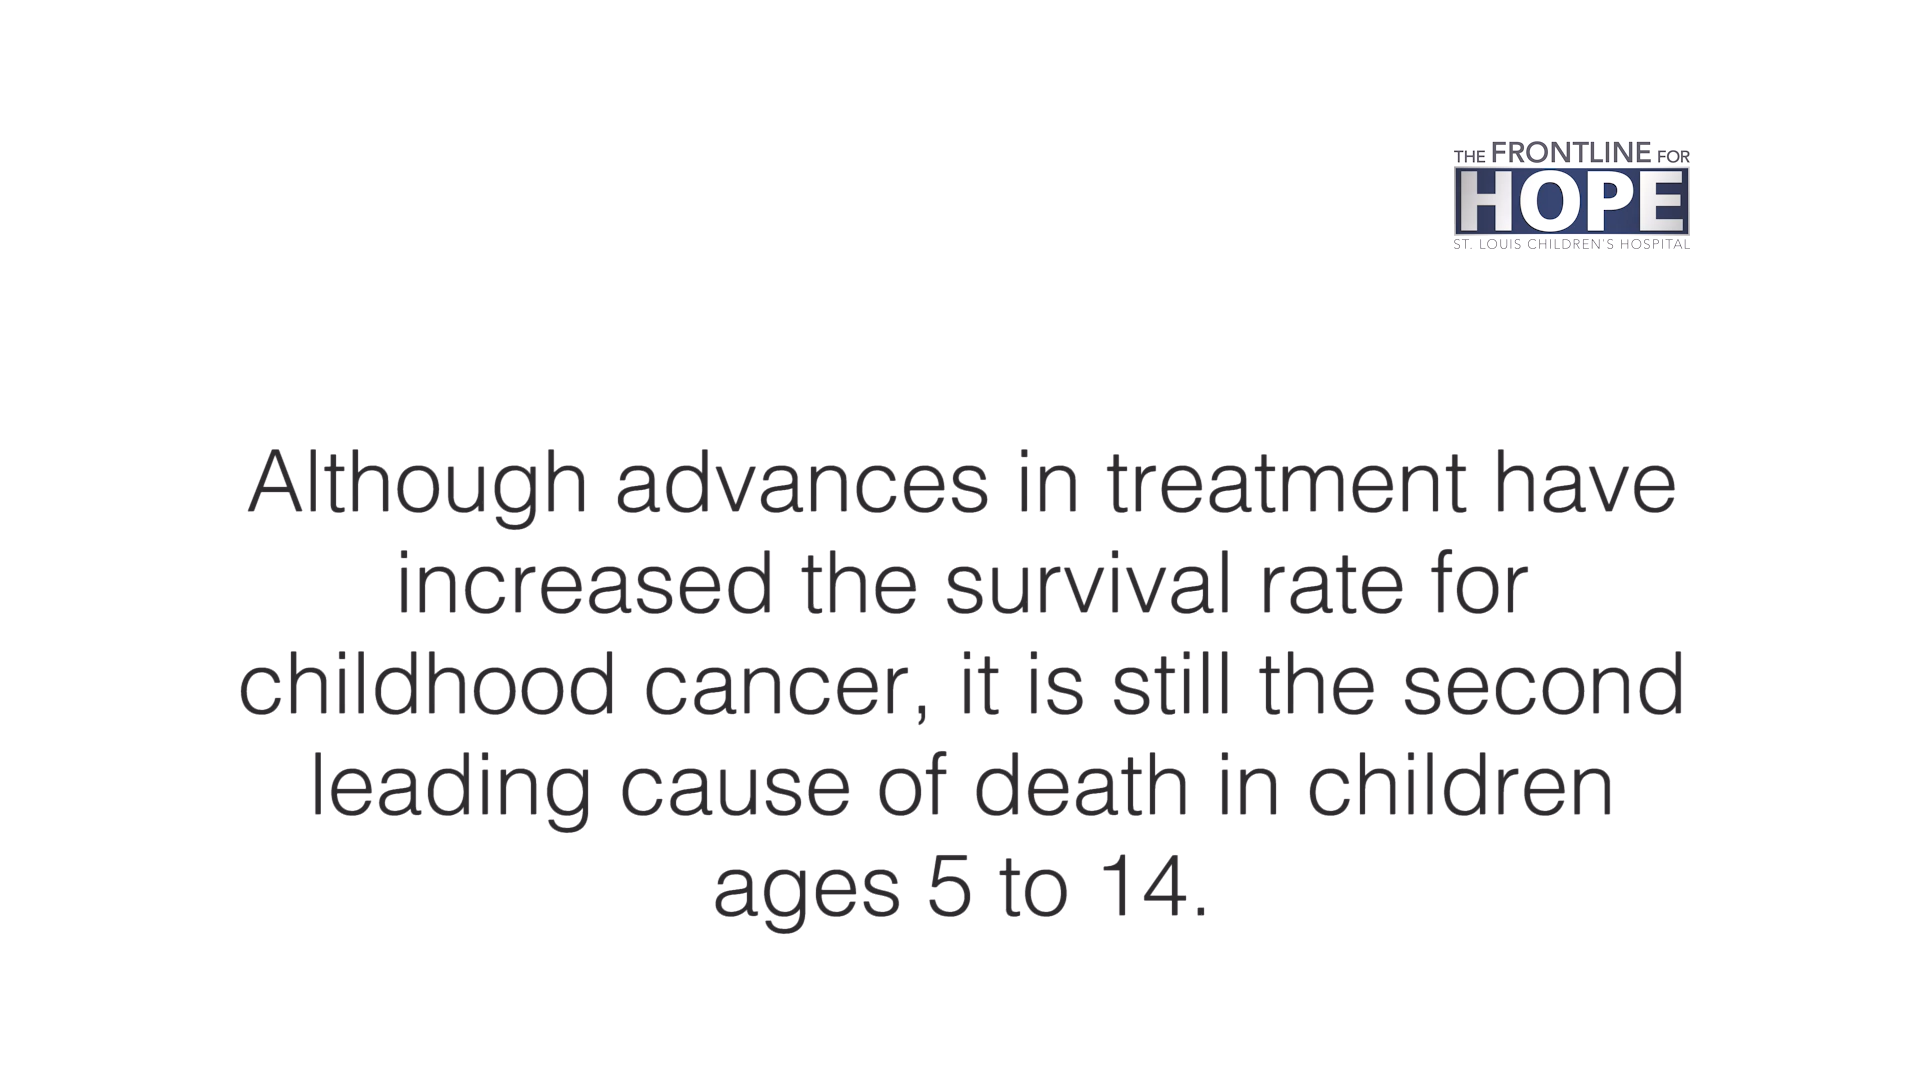 THE FRONTLINE FOR
HOPE
ST. LOUIS CHILDREN'S HOSPITAL
Although advances in treatment have
increased the survival rate for
childhood cancer, it is still the second
leading cause of death in children
ages 5 to 14.